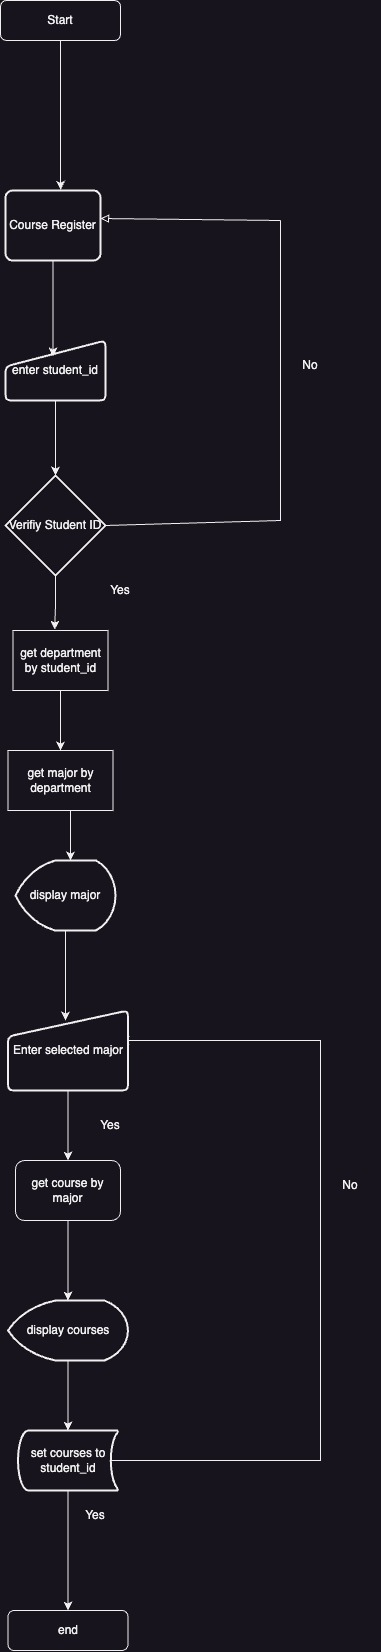 Start
Course Register
enter student_id
No
Verifiy Student ID
Yes
get department
by student_id
get major by
department
display major
Enter selected major
Yes
get course by
major
No
display courses
set courses to
student_id
Yes
end